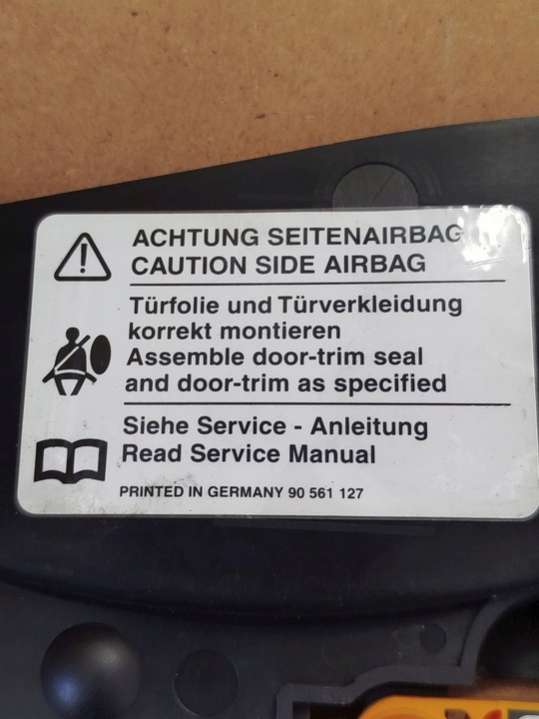 ACHTUNG SEITENAIRBAG
CAUTION SIDE AIRBAG
Türfolie und Türverkleidung
korrekt montieren
Assemble door-trim seal
and door-trim as specified
Siehe Service - Anleitung
Read Service Manual
PRINTED IN GERMANY 90 561 127